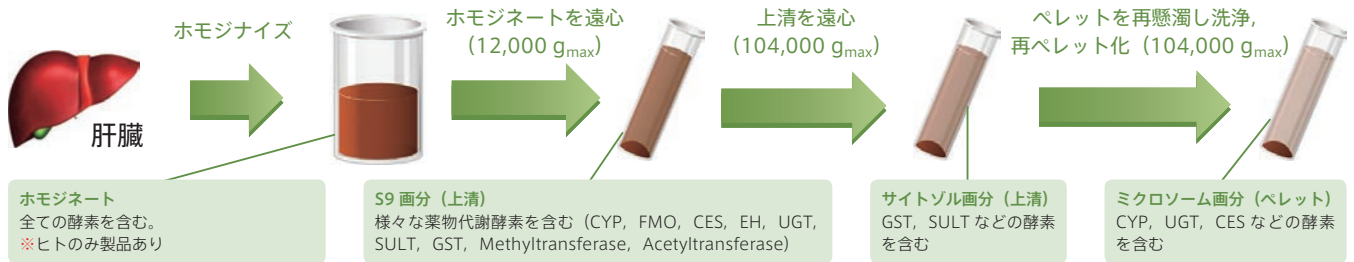 ホモジナイズ
ホモジネートを遠心
（12,000 gmax）
上清を遠心
（104,000 gmax）
ペレットを再懸濁し洗浄,
再ペレット化（104,000 gmax）
肝臓
ホモジネート
全ての酵素を含む。
※ヒトのみ製品あり
S9 画分（上清）
様々な薬物代謝酵素を含む（CYP, FMO, CES, EH, UGT,
SULT, GST, Methyltransferase, Acetyltransferase）
サイトゾル画分（上清）
GST, SULT などの酵素
を含む
ミクロソーム画分（ペレット）
CYP, UGT, CES などの酵素
を含む